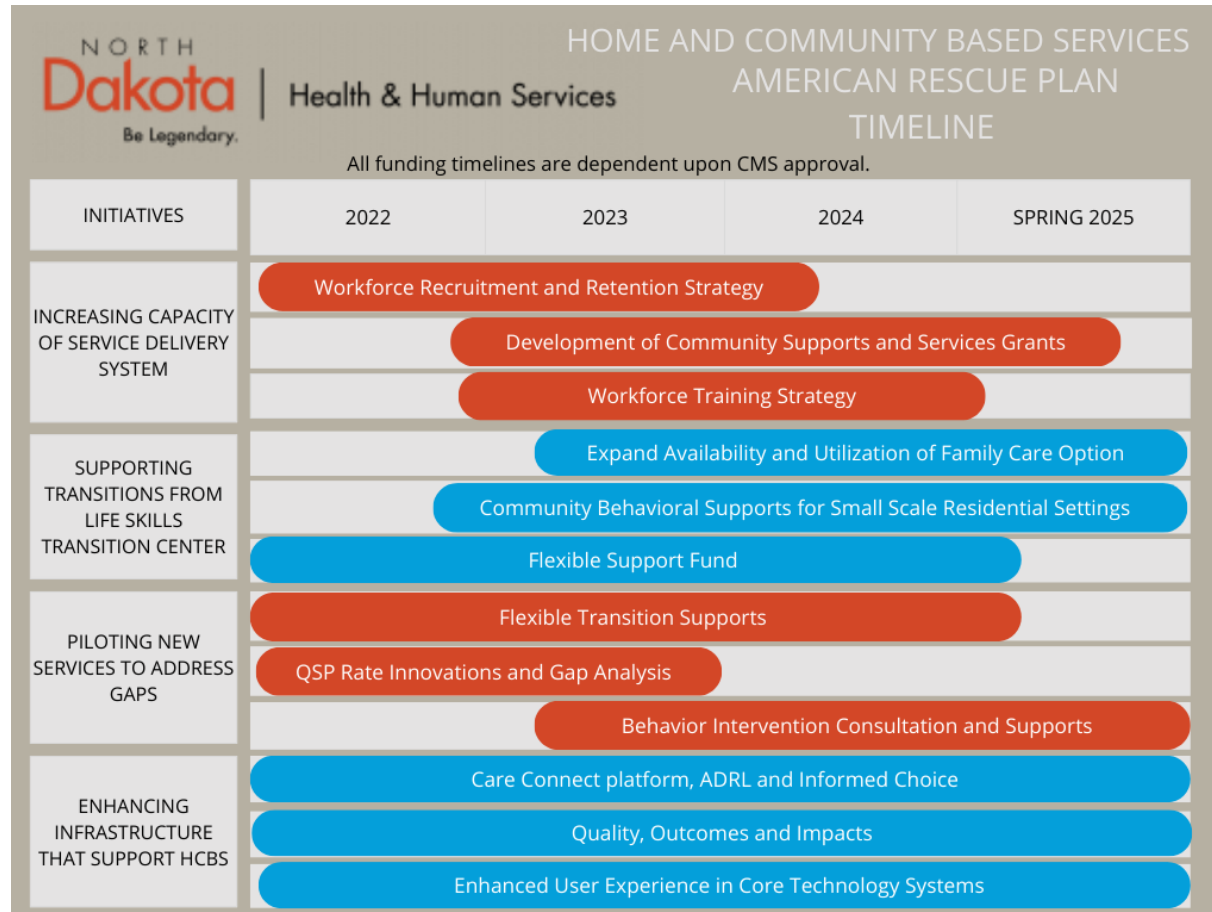 NORTH
Dakota
Be Legendary.
Health & Human Services
HOME AND COMMUNITY BASED SERVICES
AMERICAN RESCUE PLAN
TIMELINE
All funding timelines are dependent upon CMS approval.
INITIATIVES
2022
2023
2024
SPRING 2025
INCREASING CAPACITY
OF SERVICE DELIVERY
SYSTEM
Workforce Recruitment and Retention Strategy
Development of Community Supports and Services Grants
Workforce Training Strategy
SUPPORTING
TRANSITIONS FROM
LIFE SKILLS
TRANSITION CENTER
Expand Availability and Utilization of Family Care Option
Community Behavioral Supports for Small Scale Residential Settings
Flexible Support Fund
PILOTING NEW
SERVICES TO ADDRESS
GAPS
Flexible Transition Supports
QSP Rate Innovations and Gap Analysis
Behavior Intervention Consultation and Supports
ENHANCING
INFRASTRUCTURE
THAT SUPPORT HCBS
Care Connect platform, ADRL and Informed Choice
Quality, Outcomes and Impacts
Enhanced User Experience in Core Technology Systems